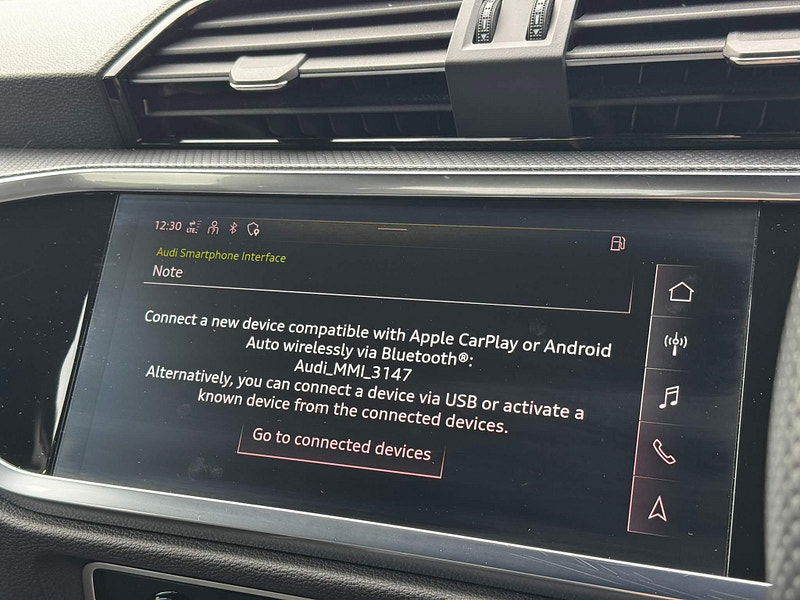 12:30 LTE
Audi Smartphone Interface
Note
Connect a new device compatible with Apple CarPlay or Android
Auto wirelessly via Bluetooth®:
Audi_MMI_3147
Alternatively, you can connect a device via USB or activate a
known device from the connected devices.
Go to connected devices